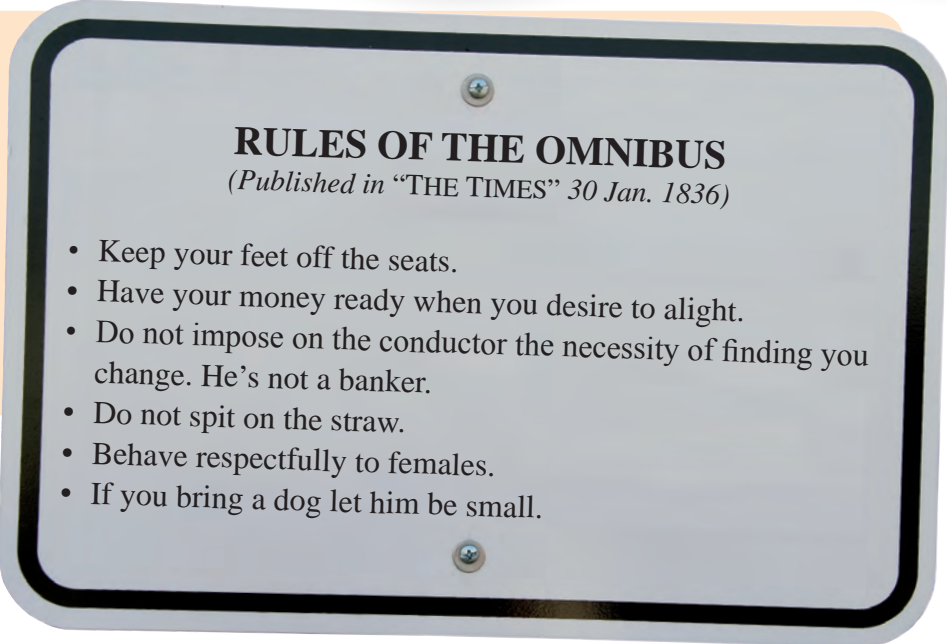 RULES OF THE OMNIBUS
(Published in “THE TIMES” 30 Jan. 1836)
• Keep your feet off the seats.
• Have your money ready when you desire to alight.
• Do not impose on the conductor the necessity of finding you
change. He’s not a banker.
• Do not spit on the straw.
• Behave respectfully to females.
• If you bring a dog let him be small.